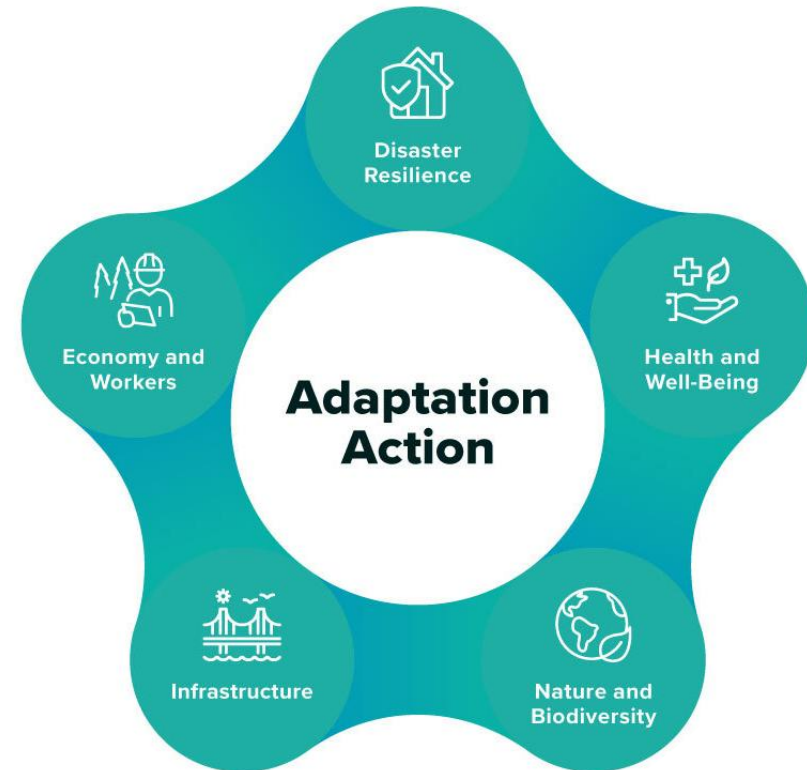 Disaster
Resilience
Economy and
Workers
Health and
Well-Being
Adaptation
Action
Infrastructure
Nature and
Biodiversity